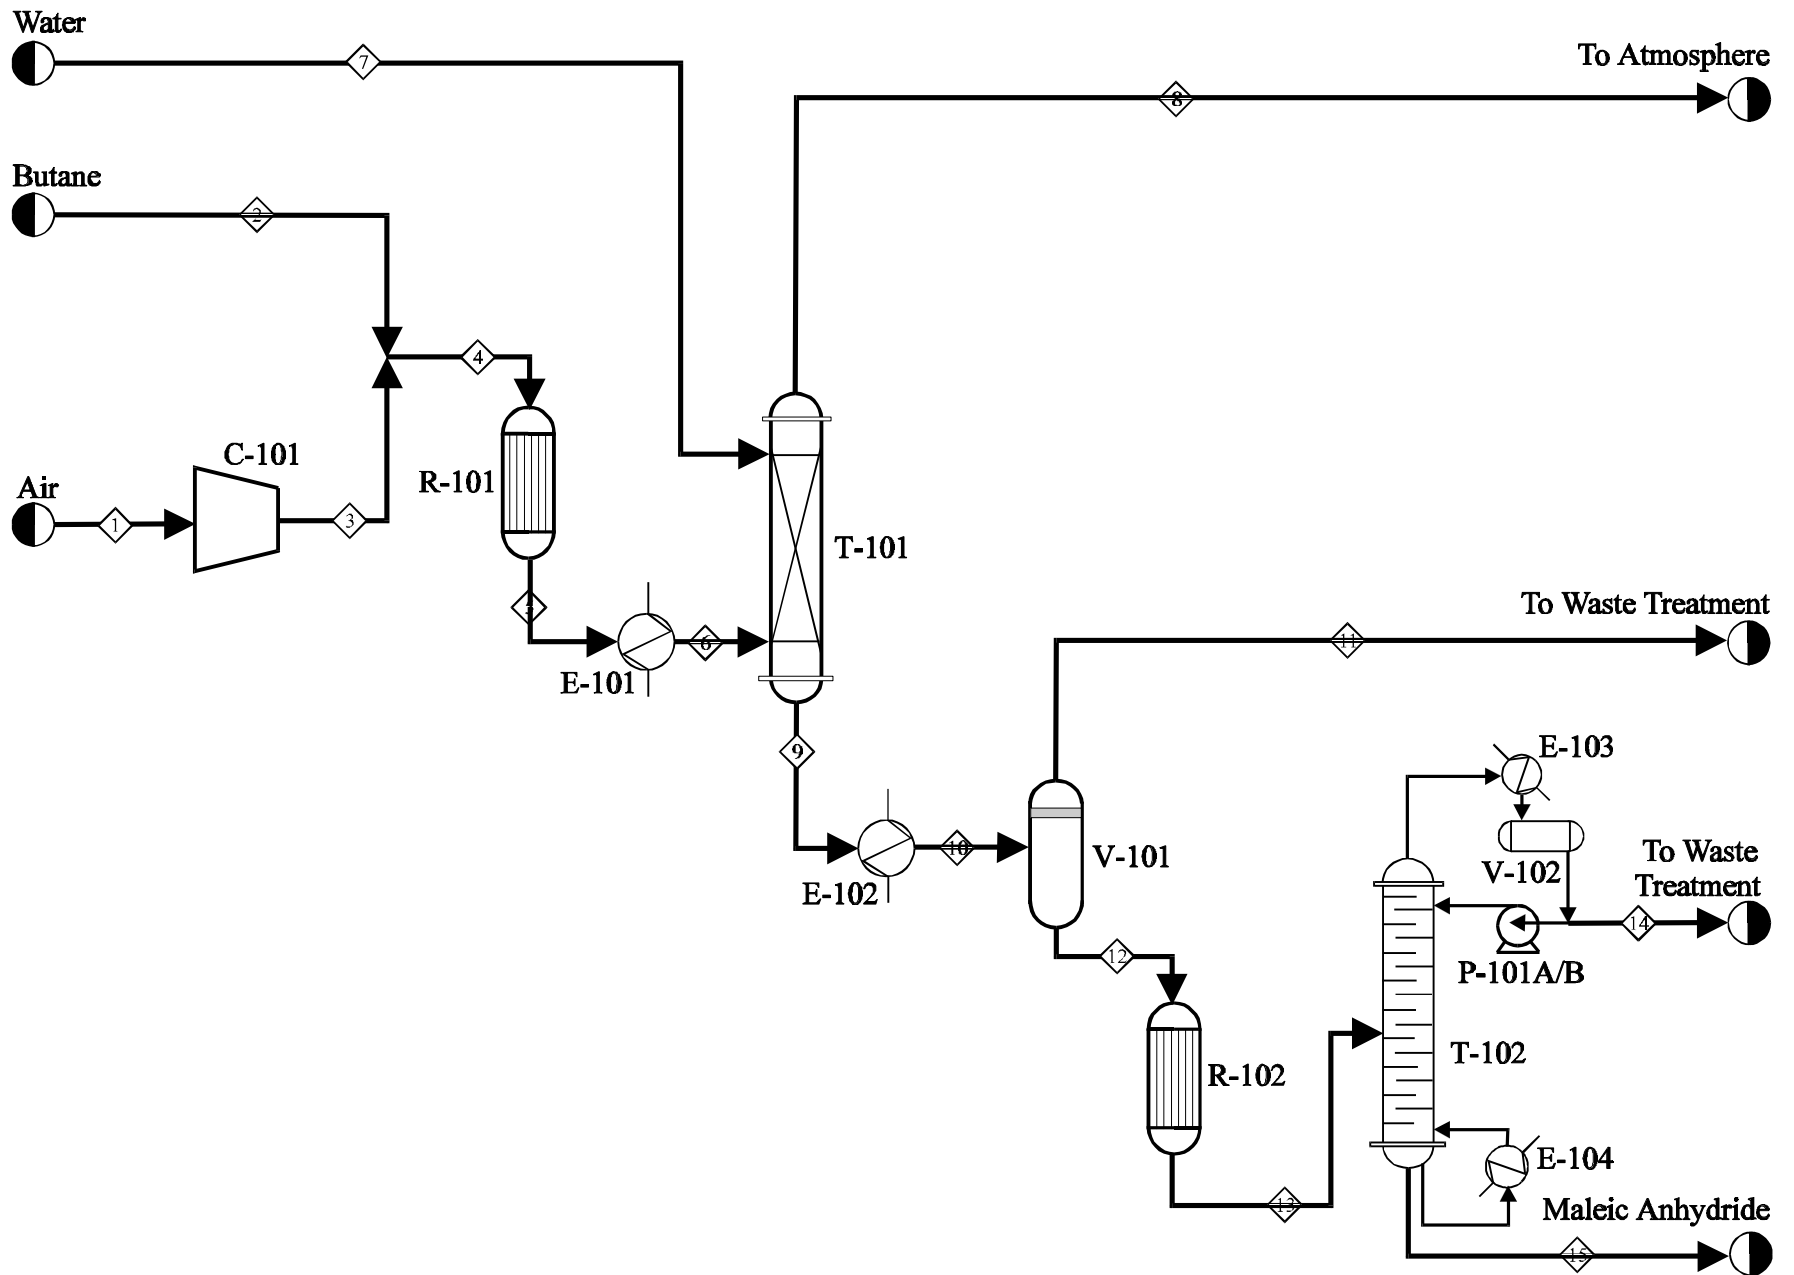 Water
7
To Atmosphere
8
Butane
2
4
C-101
R-101
Air
1
3
T-101
5
E-101
6
To Waste Treatment
11
9
E-103
E-102
10
V-101
V-102
To Waste
Treatment
14
P-101A/B
12
T-102
R-102
E-104
13
Maleic Anhydride
15